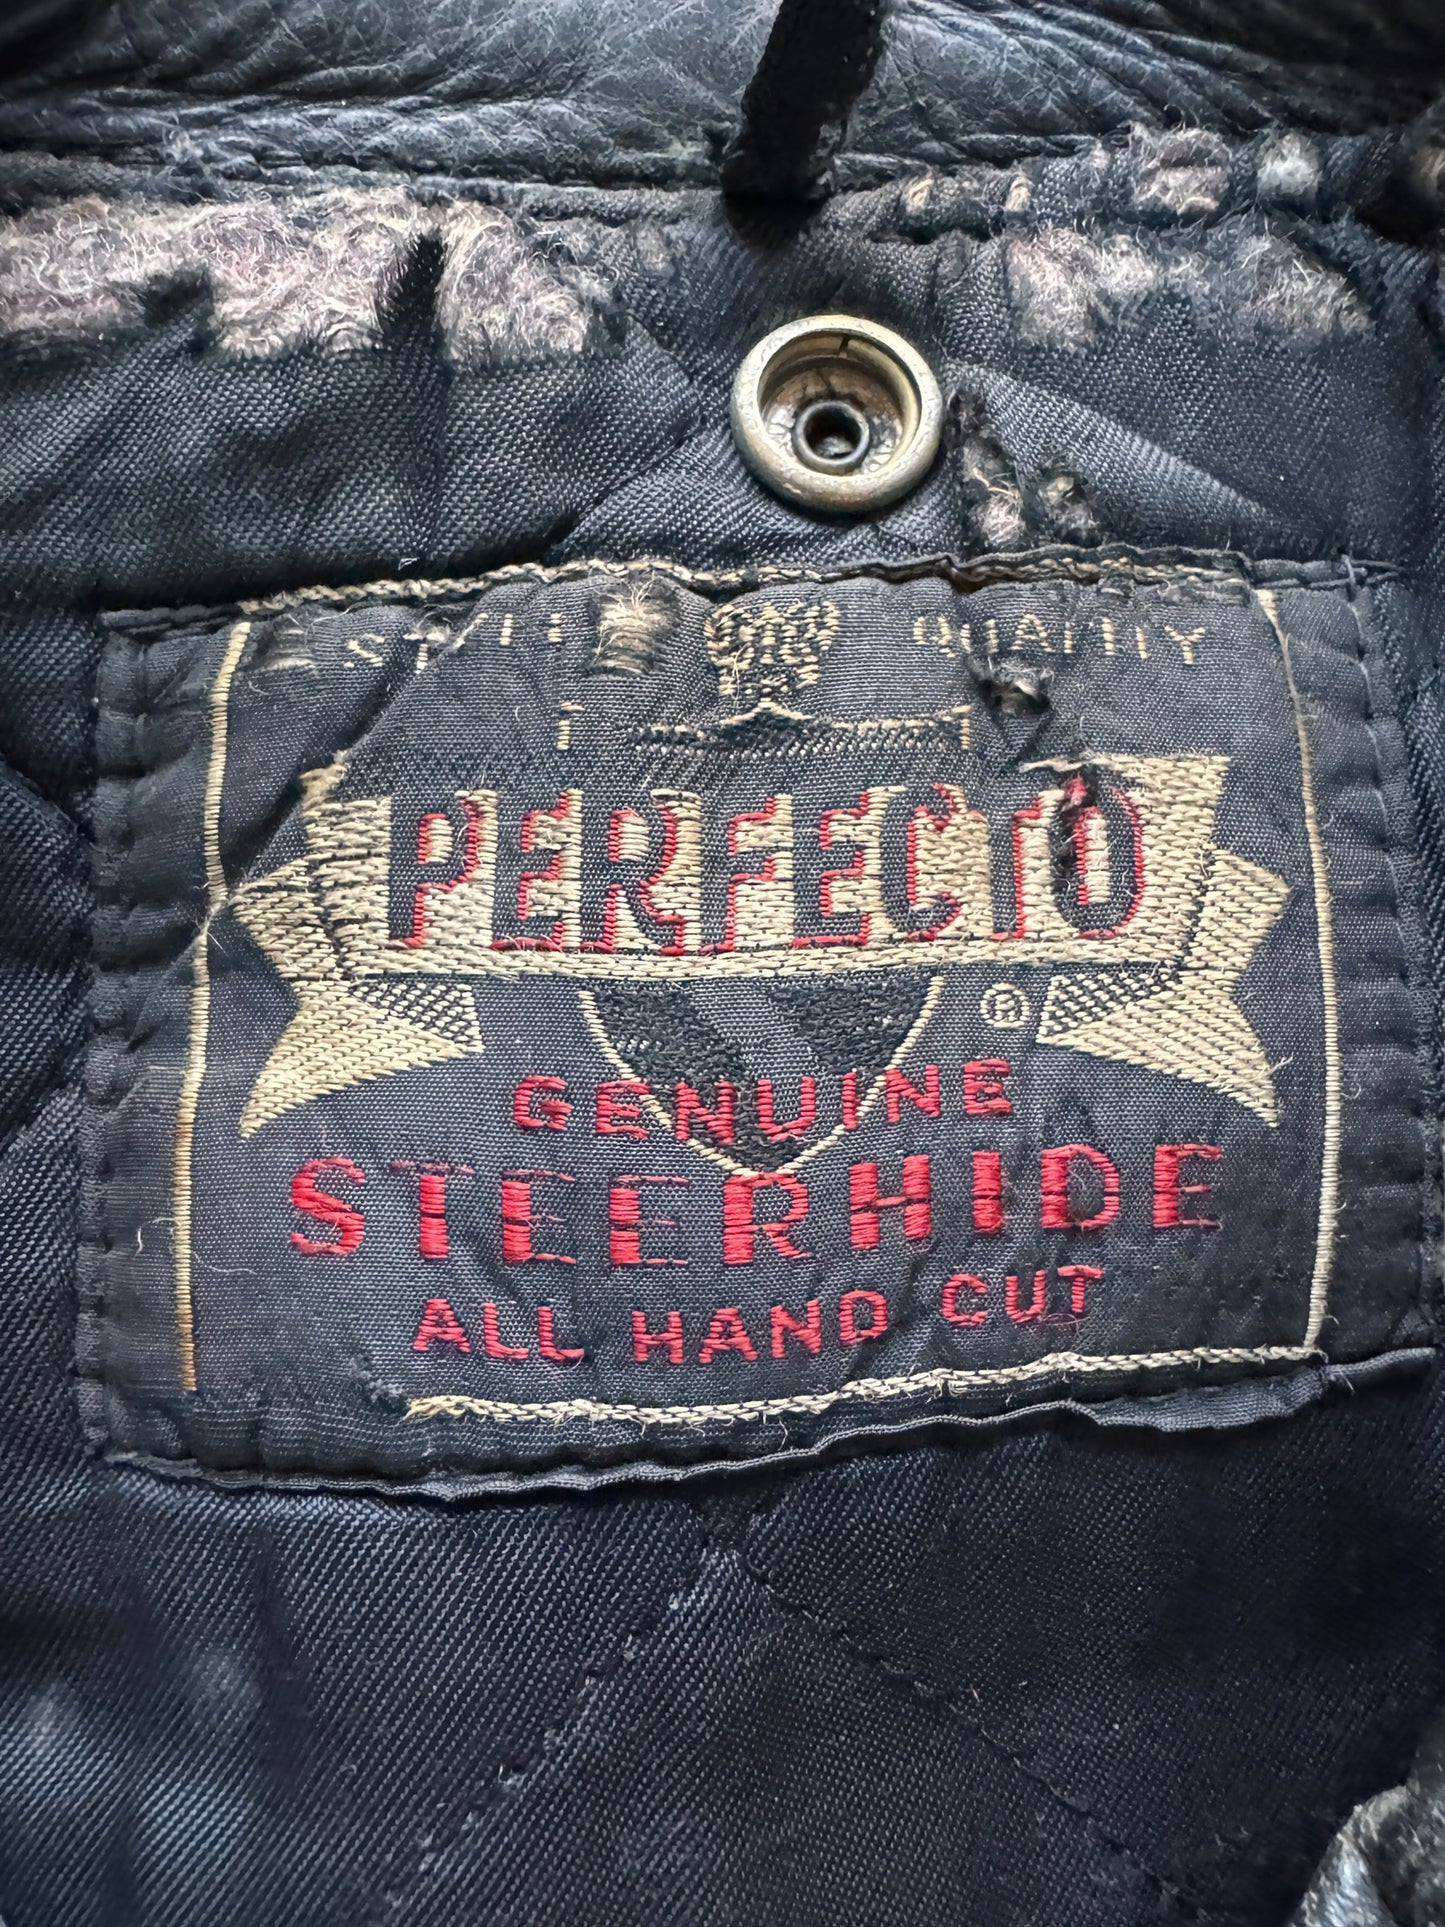 STYLE QUALITY
PERFECTO
®
GENUINE
STEERHIDE
ALL HAND CUT